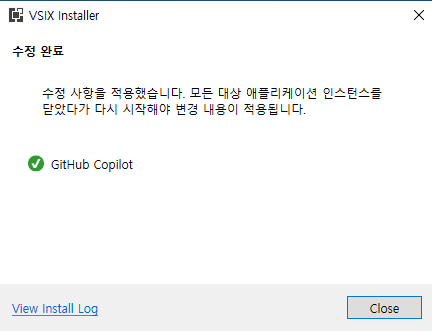 VSIX Installer
수정 완료
수정 사항을 적용했습니다. 모든 대상 애플리케이션 인스턴스를
닫았다가 다시 시작해야 변경 내용이 적용됩니다.
GitHub Copilot
View Install Log
Close